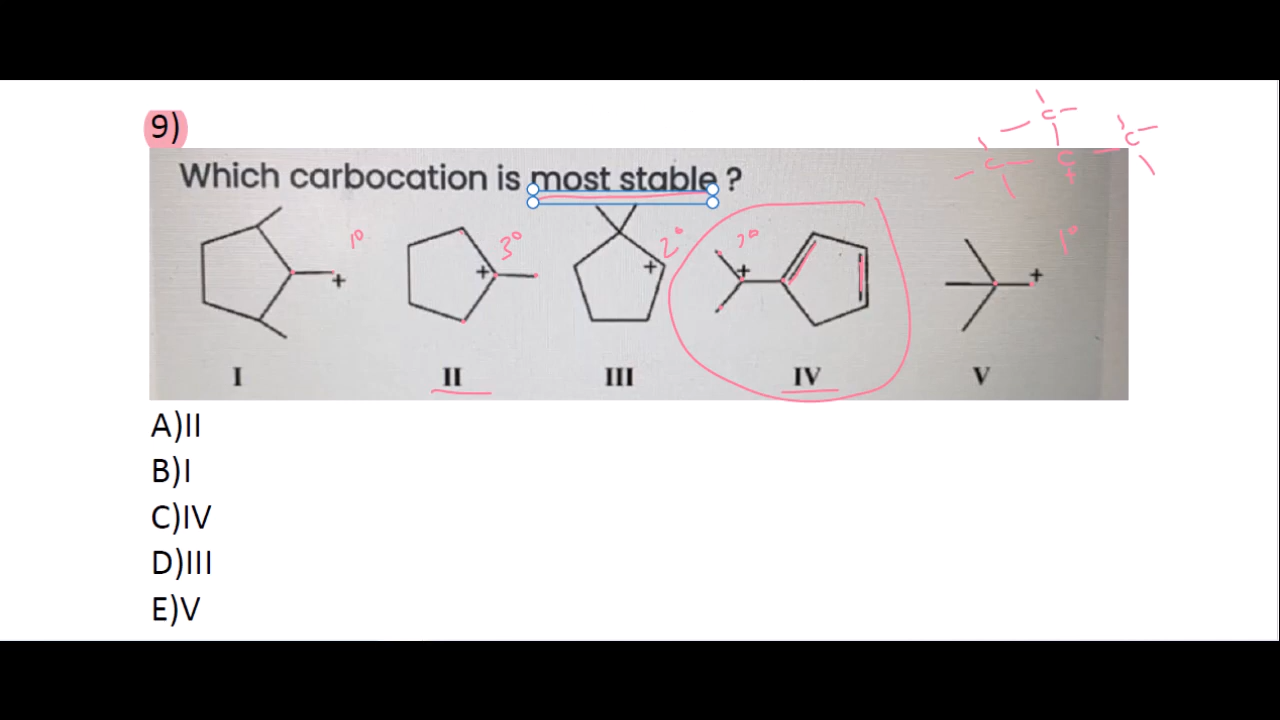 9)
Which carbocation is most stable ?
1° 3° 2° 3° 1°
+ + + + +
C
C C C
+
I II III IV V
A)II
B)I
C)IV
D)III
E)V